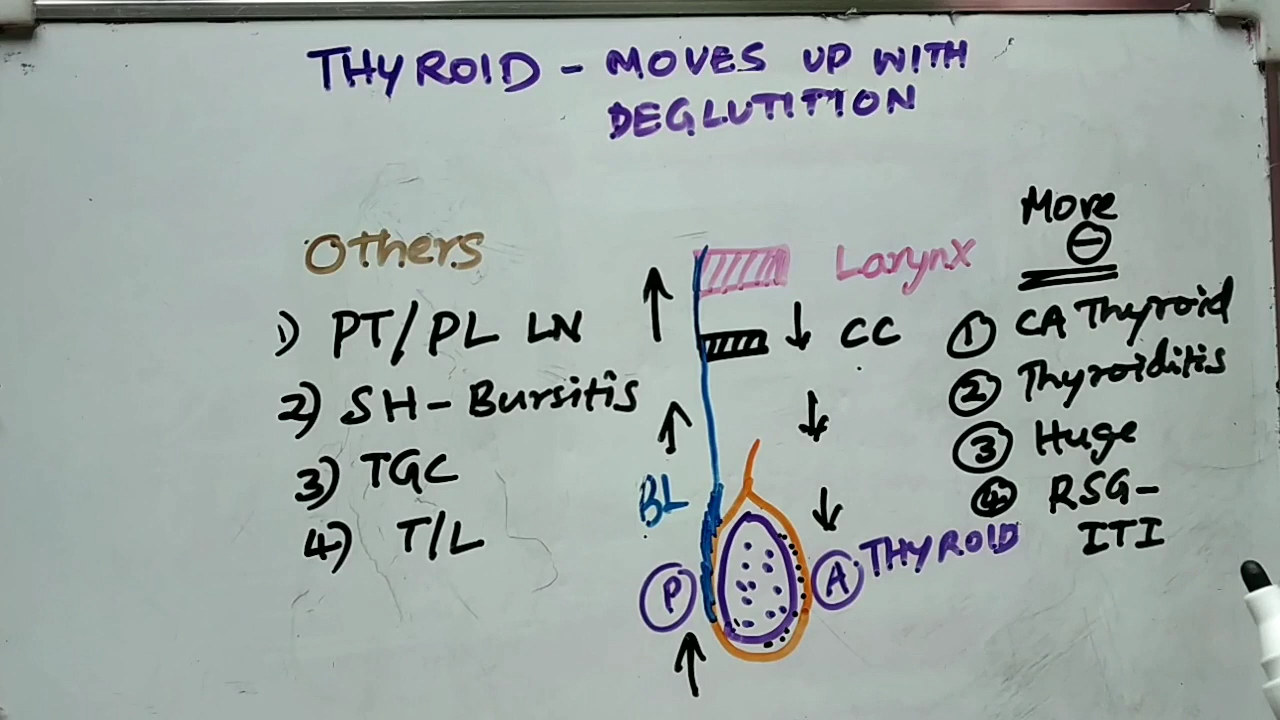 THYROID - MOVES UP WITH
DEGLUTITION
Others
1) PT/PL LN
2) SH-Bursitis
3) TGC
4) T/L
Larynx
CC
BL
P
A
THYROID
Move
-
1 CA Thyroid
2 Thyroiditis
3 Huge
4 RSG-
ITI